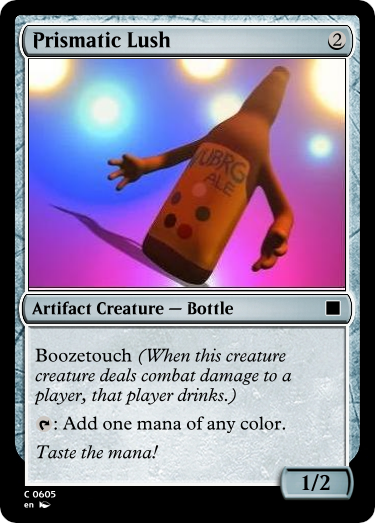 Prismatic Lush 2
UBRG
ALE
Artifact Creature — Bottle
Boozetouch (When this creature
creature deals combat damage to a
player, that player drinks.)
: Add one mana of any color.
Taste the mana!
1/2
C 0605
en